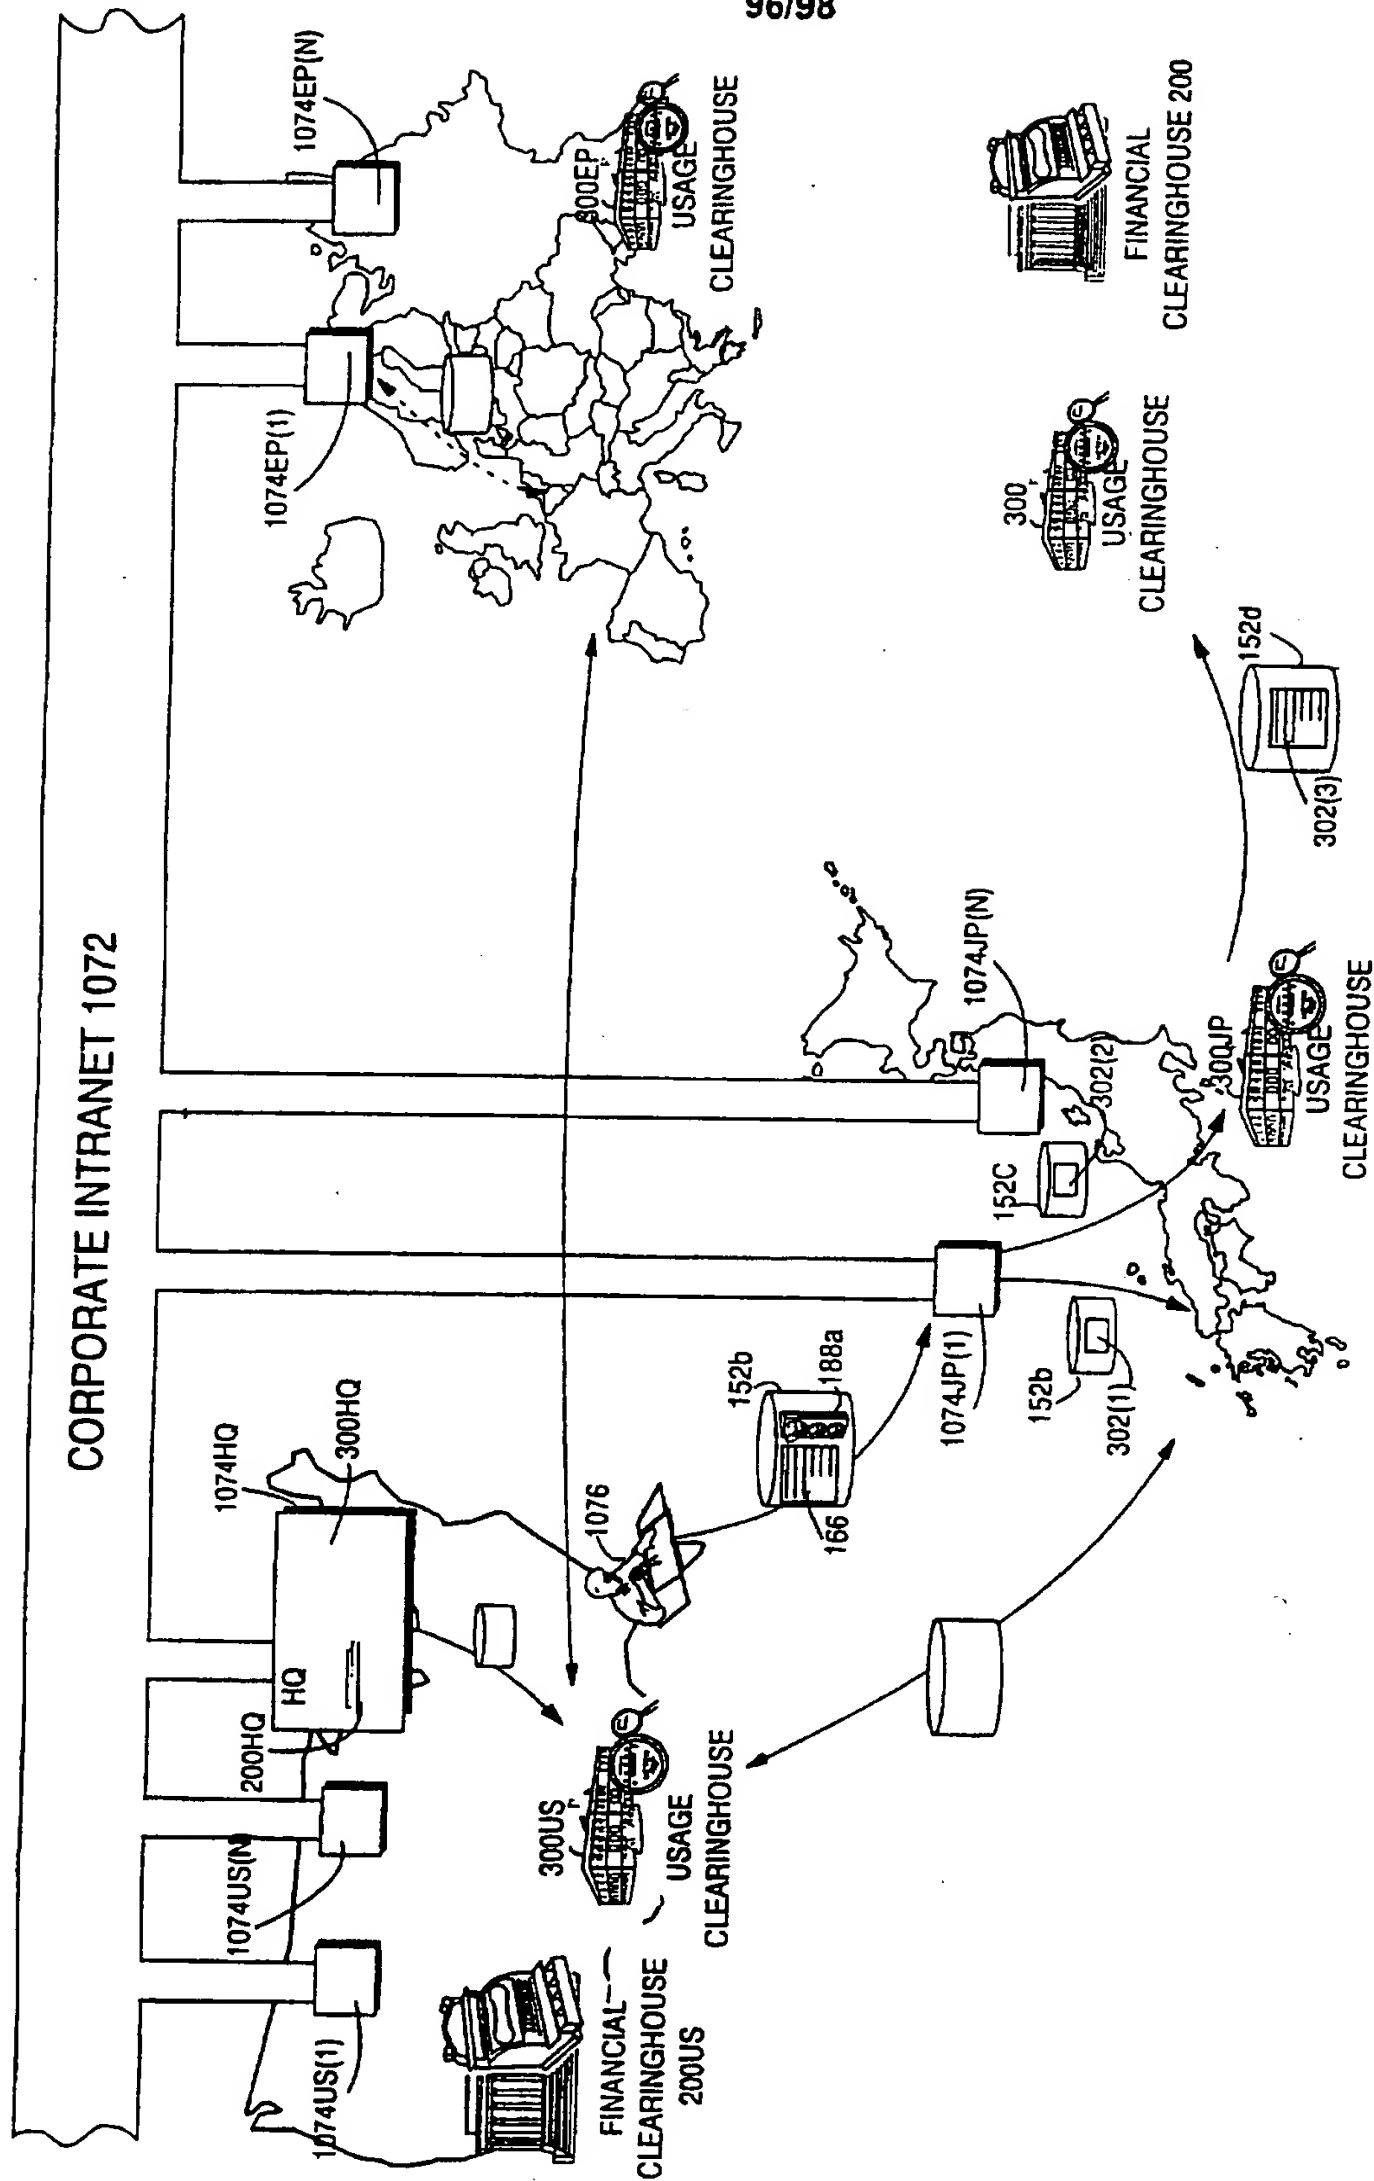 96/98
CORPORATE INTRANET 1072
1074HQ
300HQ
HQ
200HQ
1074US(N
1074US(1)
FINANCIAL
CLEARINGHOUSE
200US
300US
USAGE
CLEARINGHOUSE
1076
152b
188a
166
1074JP(1)
152b
302(1)
152C
302(2)
1074JP(N)
300JP
USAGE
CLEARINGHOUSE
152d
302(3)
1074EP(1)
1074EP(N)
300EP
USAGE
CLEARINGHOUSE
300
USAGE
CLEARINGHOUSE
FINANCIAL
CLEARINGHOUSE 200